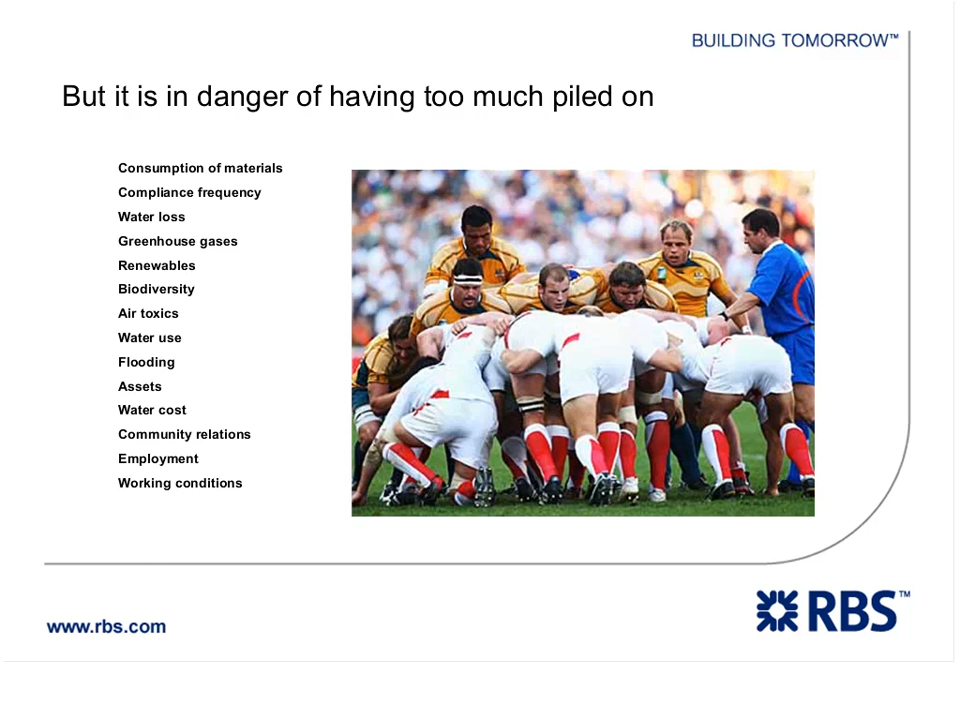 BUILDING TOMORROW™
But it is in danger of having too much piled on
Consumption of materials
Compliance frequency
Water loss
Greenhouse gases
Renewables
Biodiversity
Air toxics
Water use
Flooding
Assets
Water cost
Community relations
Employment
Working conditions
www.rbs.com
RBS™